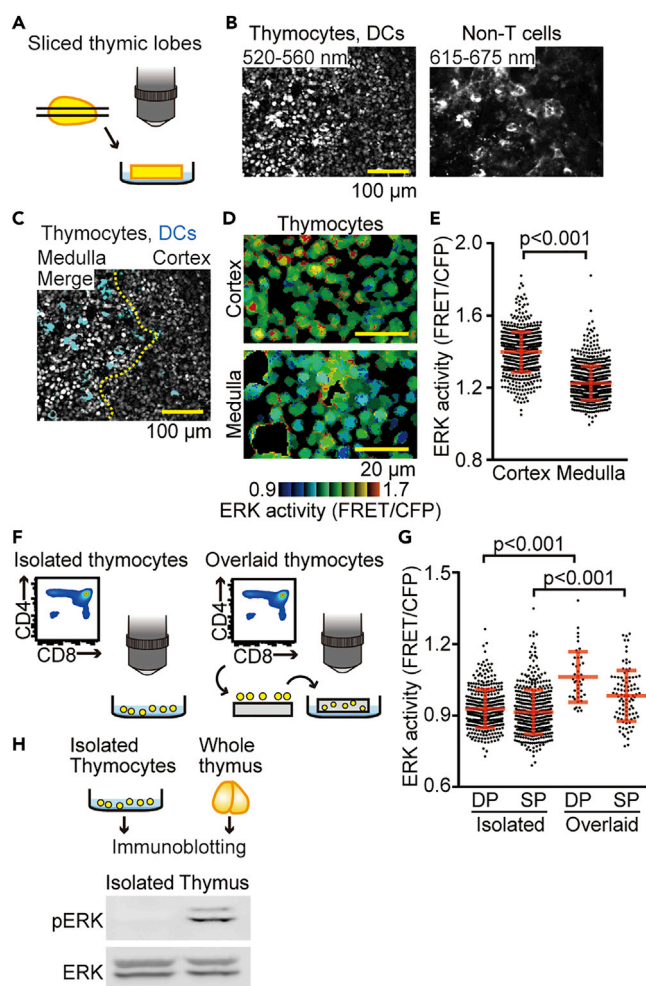 A
Sliced thymic lobes
B
Thymocytes, DCs
520-560 nm
100 μm
Non-T cells
615-675 nm
C
Thymocytes, DCs
Medulla
Cortex
Merge
100 μm
D
Thymocytes
Cortex
Medulla
20 μm
0.9
1.7
ERK activity (FRET/CFP)
E
p<0.001
ERK activity (FRET/CFP)
2.0
1.6
1.2
0.8
Cortex Medulla
F
Isolated thymocytes
CD4
CD8
Overlaid thymocytes
CD4
CD8
G
p<0.001
p<0.001
ERK activity (FRET/CFP)
1.5
1.2
0.9
0.6
DP SP DP SP
Isolated Overlaid
H
Isolated
Thymocytes
Whole
thymus
Immunoblotting
Isolated Thymus
pERK
ERK